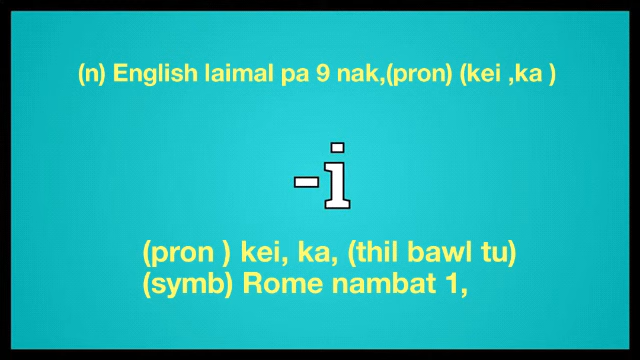 (n) English laimal pa 9 nak,(pron) (kei ,ka )
-i
(pron ) kei, ka, (thil bawl tu)
(symb) Rome nambat 1,